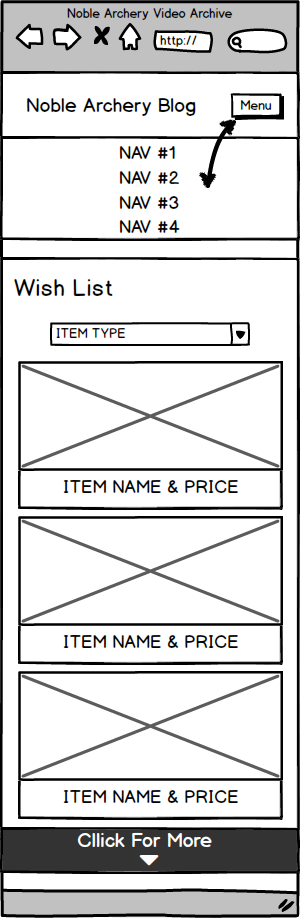 Noble Archery Video Archive
http://
Noble Archery Blog
Menu
NAV #1
NAV #2
NAV #3
NAV #4
Wish List
ITEM TYPE
ITEM NAME & PRICE
ITEM NAME & PRICE
ITEM NAME & PRICE
Cllick For More